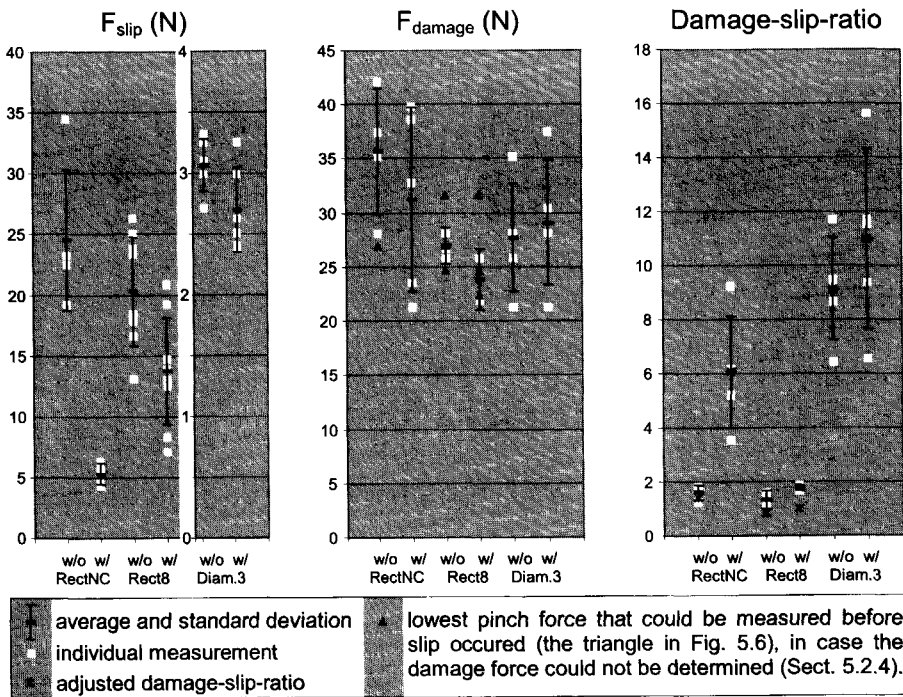 F_slip (N)
F_damage (N)
Damage-slip-ratio
40
35
30
25
20
15
10
5
0
4
3
2
1
0
w/o w/ w/o w/ w/o w/
RectNC Rect8 Diam.3
45
40
35
30
25
20
15
10
5
0
w/o w/ w/o w/ w/o w/
RectNC Rect8 Diam.3
18
16
14
12
10
8
6
4
2
0
w/o w/ w/o w/ w/o w/
RectNC Rect8 Diam.3
average and standard deviation
individual measurement
adjusted damage-slip-ratio
lowest pinch force that could be measured before
slip occured (the triangle in Fig. 5.6), in case the
damage force could not be determined (Sect. 5.2.4).